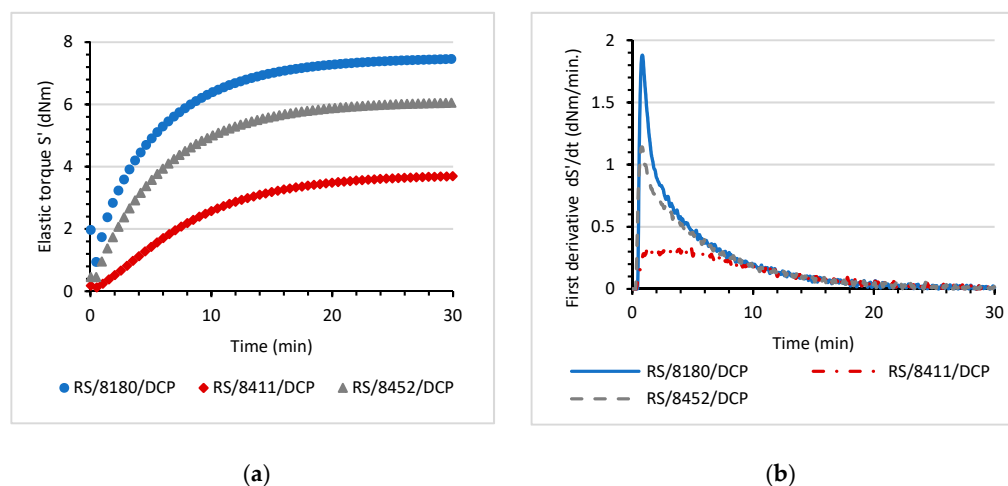 8
6
4
2
0
Elastic torque S' (dNm)
0
10
20
30
Time (min)
RS/8180/DCP
RS/8411/DCP
RS/8452/DCP
(a)
2
1.5
1
0.5
0
First derivative dS'/dt (dNm/min.)
0
10
20
30
Time (min)
RS/8180/DCP
RS/8411/DCP
RS/8452/DCP
(b)